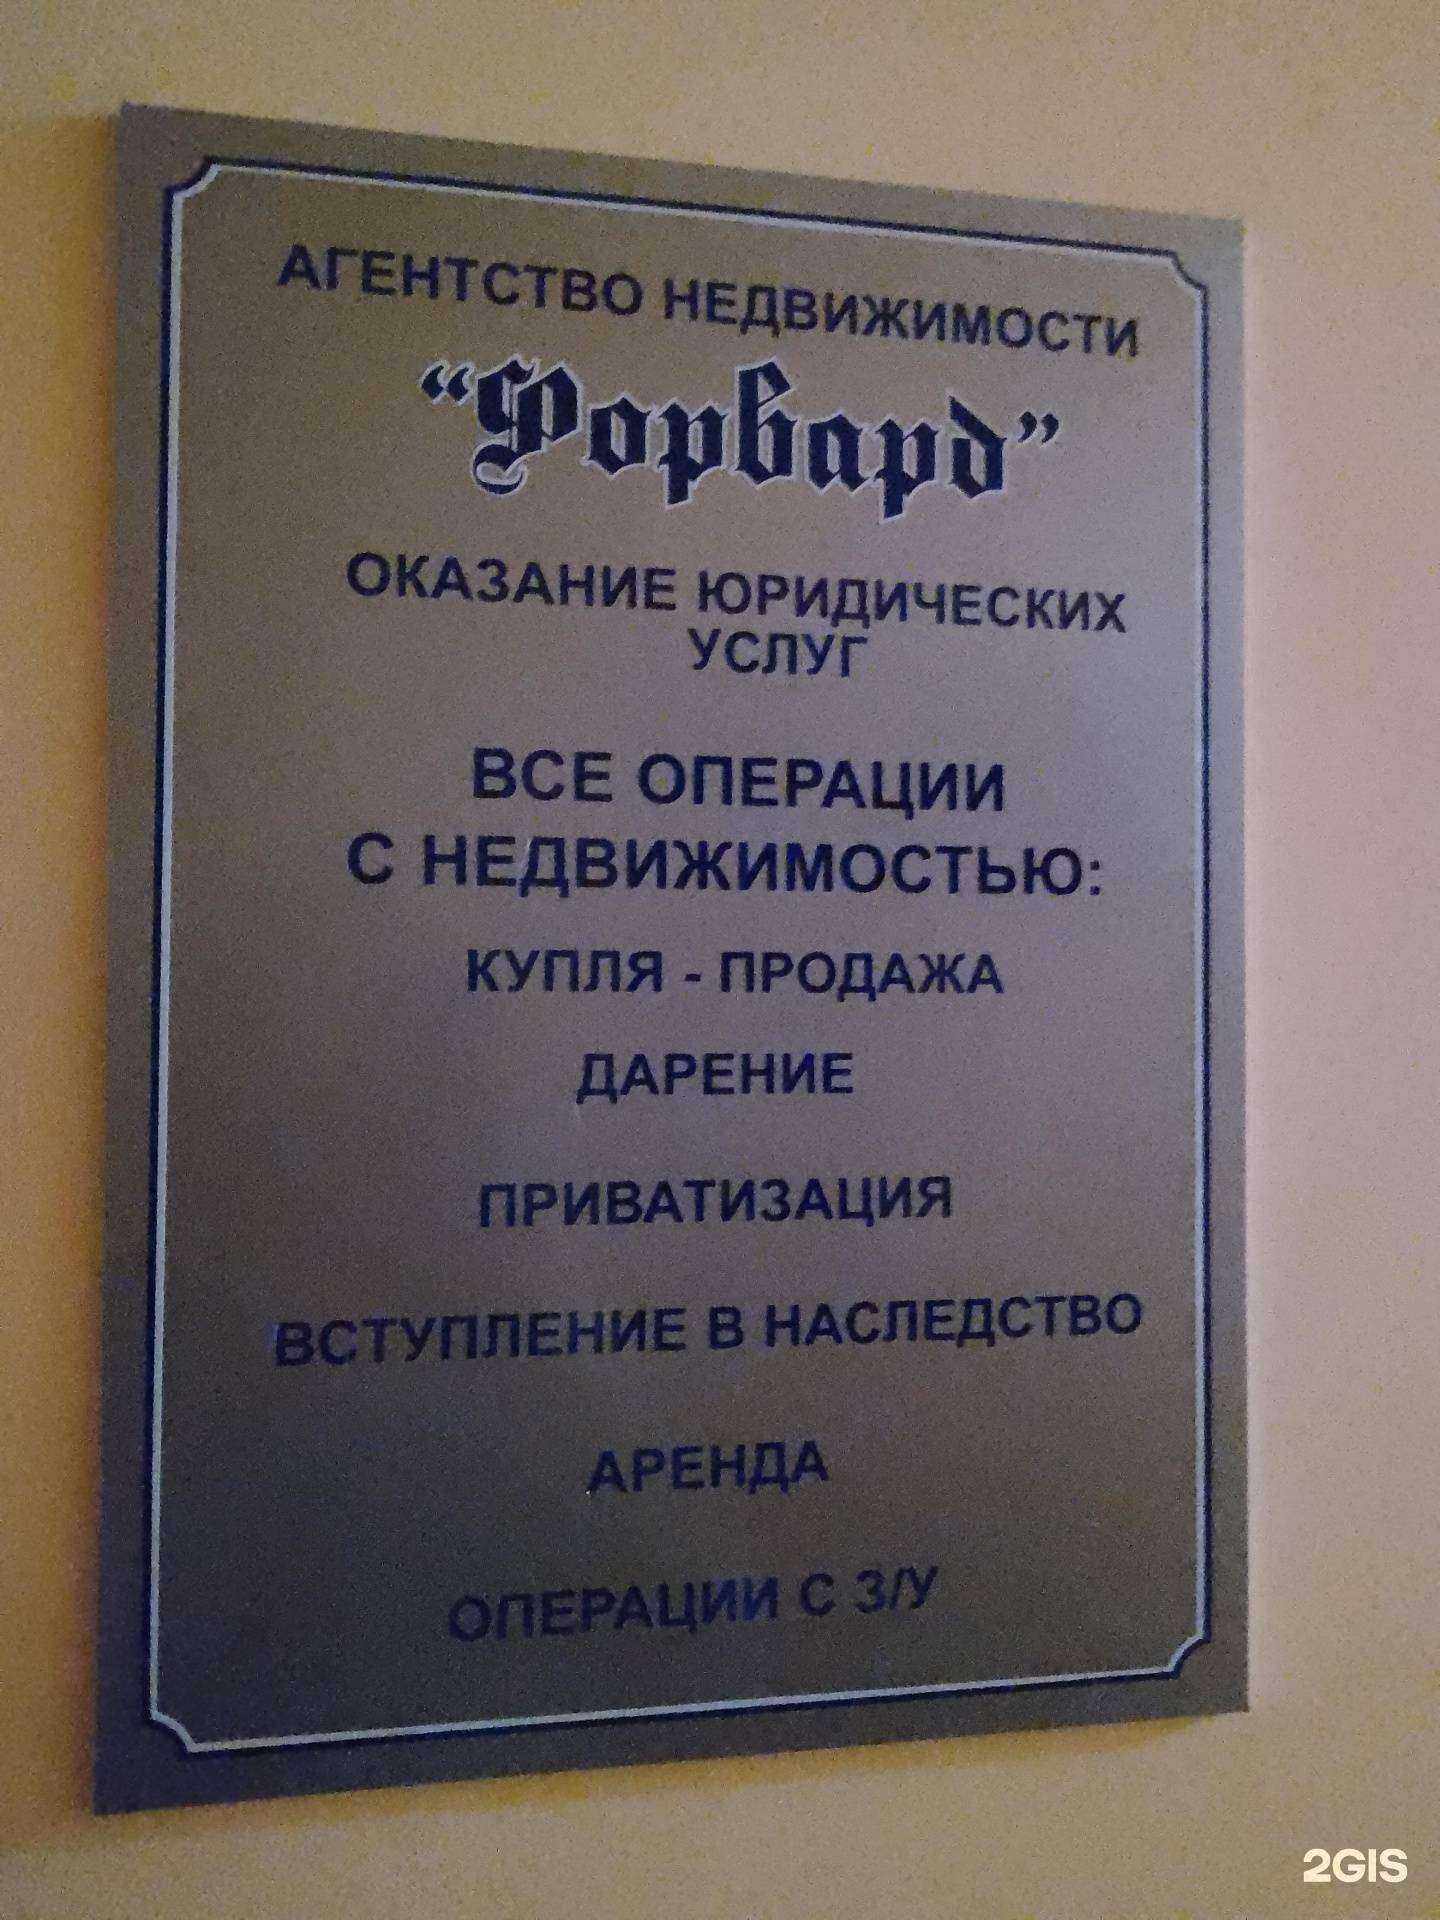 АГЕНТСТВО НЕДВИЖИМОСТИ
“Форвард”
ОКАЗАНИЕ ЮРИДИЧЕСКИХ
УСЛУГ
ВСЕ ОПЕРАЦИИ
С НЕДВИЖИМОСТЬЮ:
КУПЛЯ - ПРОДАЖА
ДАРЕНИЕ
ПРИВАТИЗАЦИЯ
ВСТУПЛЕНИЕ В НАСЛЕДСТВО
АРЕНДА
ОПЕРАЦИИ С З/У
2GIS